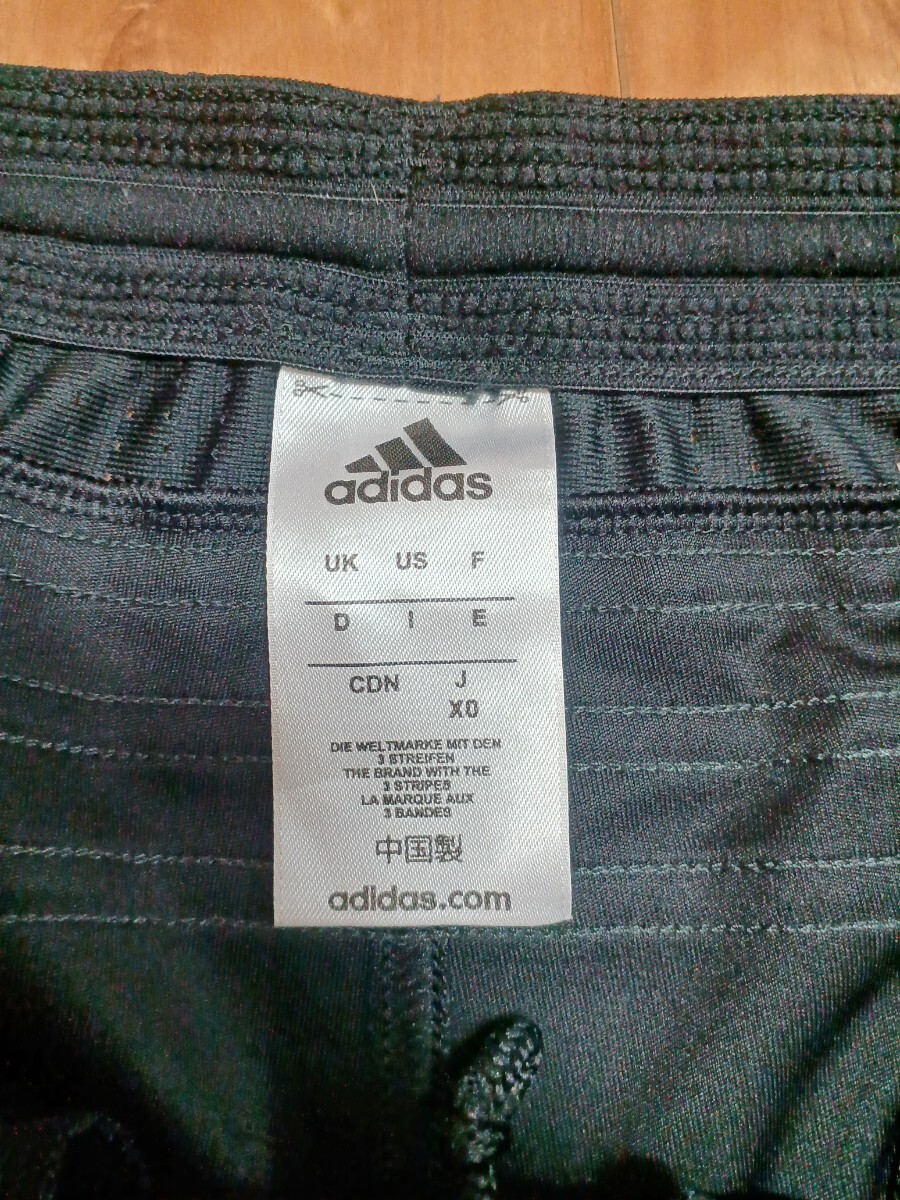 adidas
UK US F
D I E
CDN J
XO
DIE WELTMARKE MIT DEN
3 STREIFEN
THE BRAND WITH THE
3 STRIPES
LA MARQUE AUX
3 BANDES
中国製
adidas.com